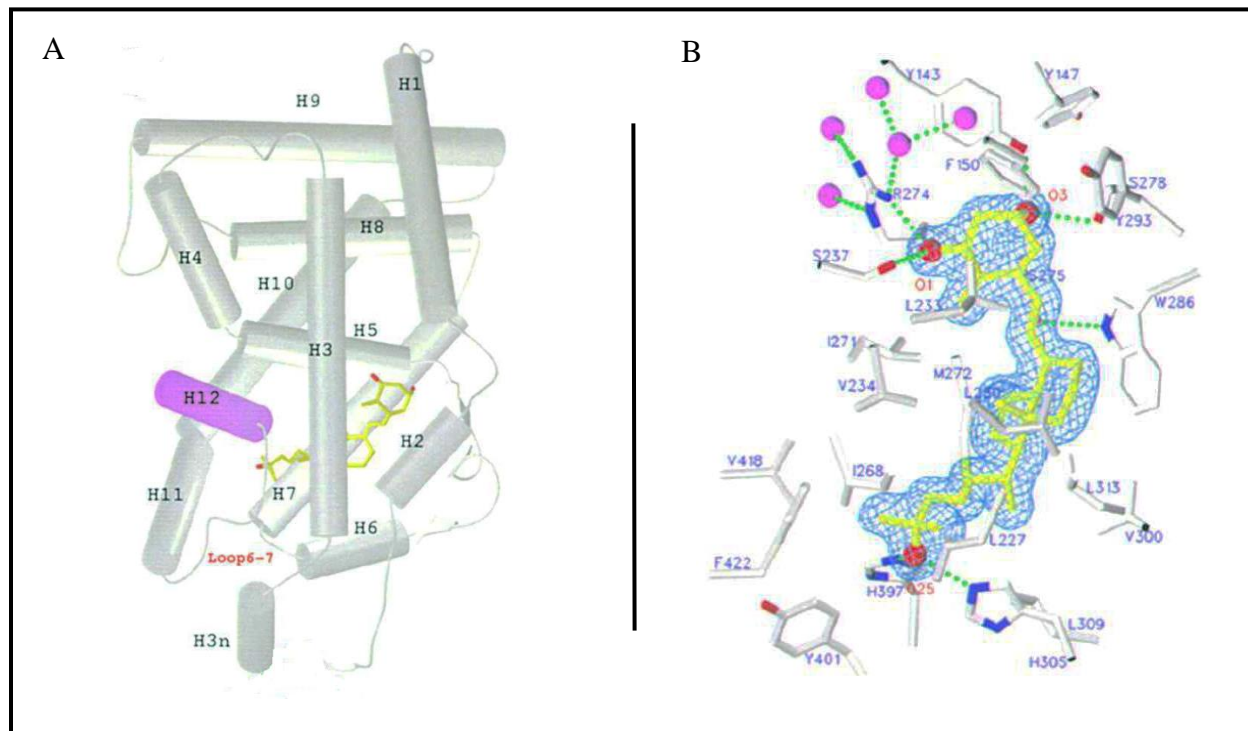 A
H1
H9
H8
H4
H10
H5
H3
H12
H2
H7
H11
H6
Loop6-7
H3n
B
Y143
Y147
F150
R274
S278
O3
Y293
S237
S275
O1
L233
W286
I271
M272
V234
L230
V418
I268
L313
V300
L227
F422
H397
O25
L309
Y401
H305